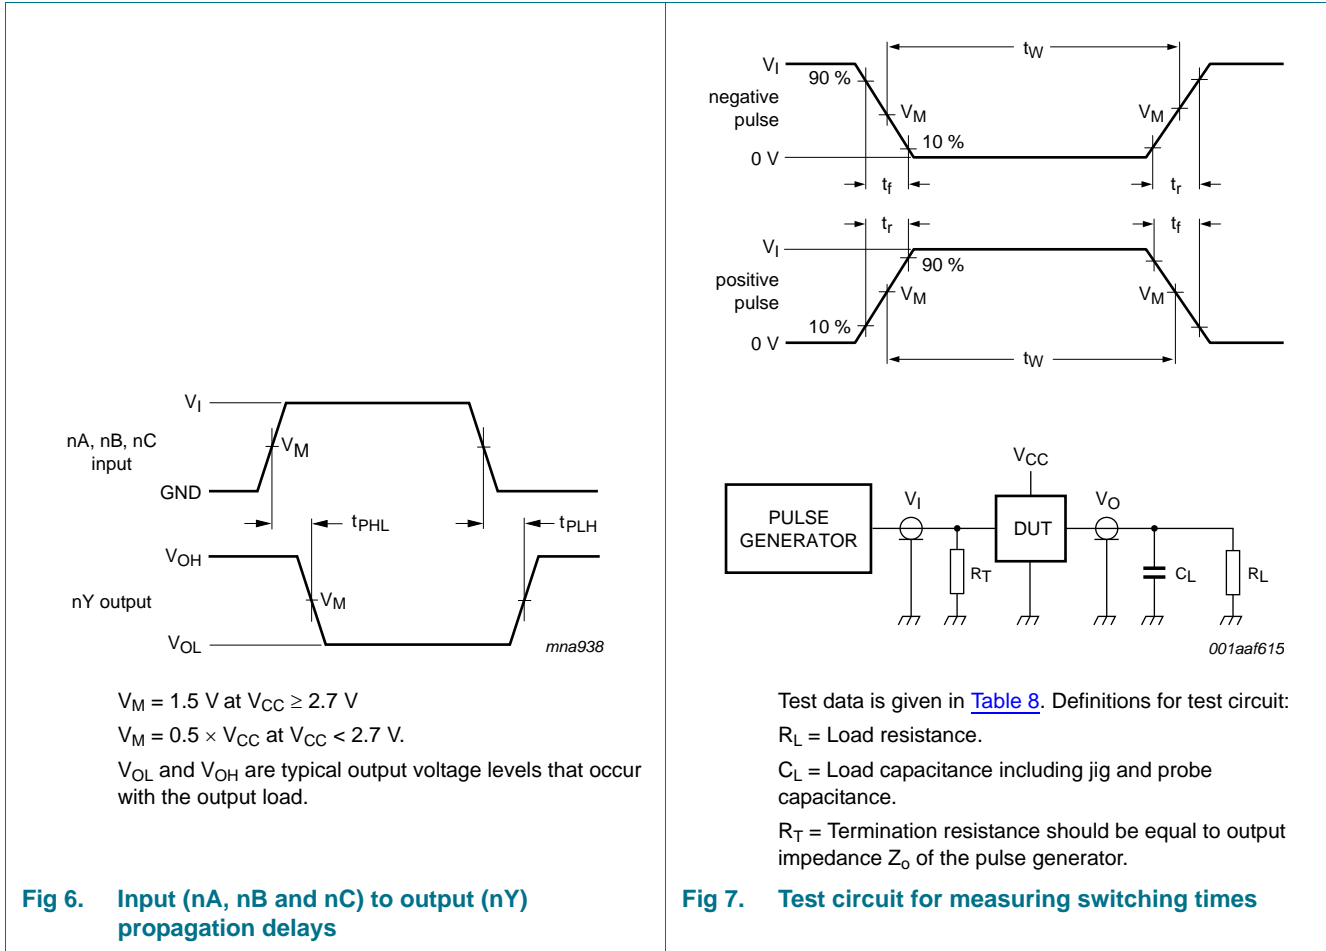 VI
nA, nB, nC
input
VM
GND
tPHL
tPLH
VOH
nY output
VM
VOL
mna938
VM = 1.5 V at VCC ≥ 2.7 V
VM = 0.5 × VCC at VCC < 2.7 V.
VOL and VOH are typical output voltage levels that occur
with the output load.
Fig 6. Input (nA, nB and nC) to output (nY)
propagation delays
tW
VI
90 %
negative
pulse
VM
VM
10 %
0 V
tf
tr
tr
tf
VI
90 %
positive
pulse
VM
VM
10 %
0 V
tW
VCC
PULSE
GENERATOR
VI
DUT
VO
RT
CL
RL
001aaf615
Test data is given in Table 8. Definitions for test circuit:
RL = Load resistance.
CL = Load capacitance including jig and probe
capacitance.
RT = Termination resistance should be equal to output
impedance Zo of the pulse generator.
Fig 7. Test circuit for measuring switching times